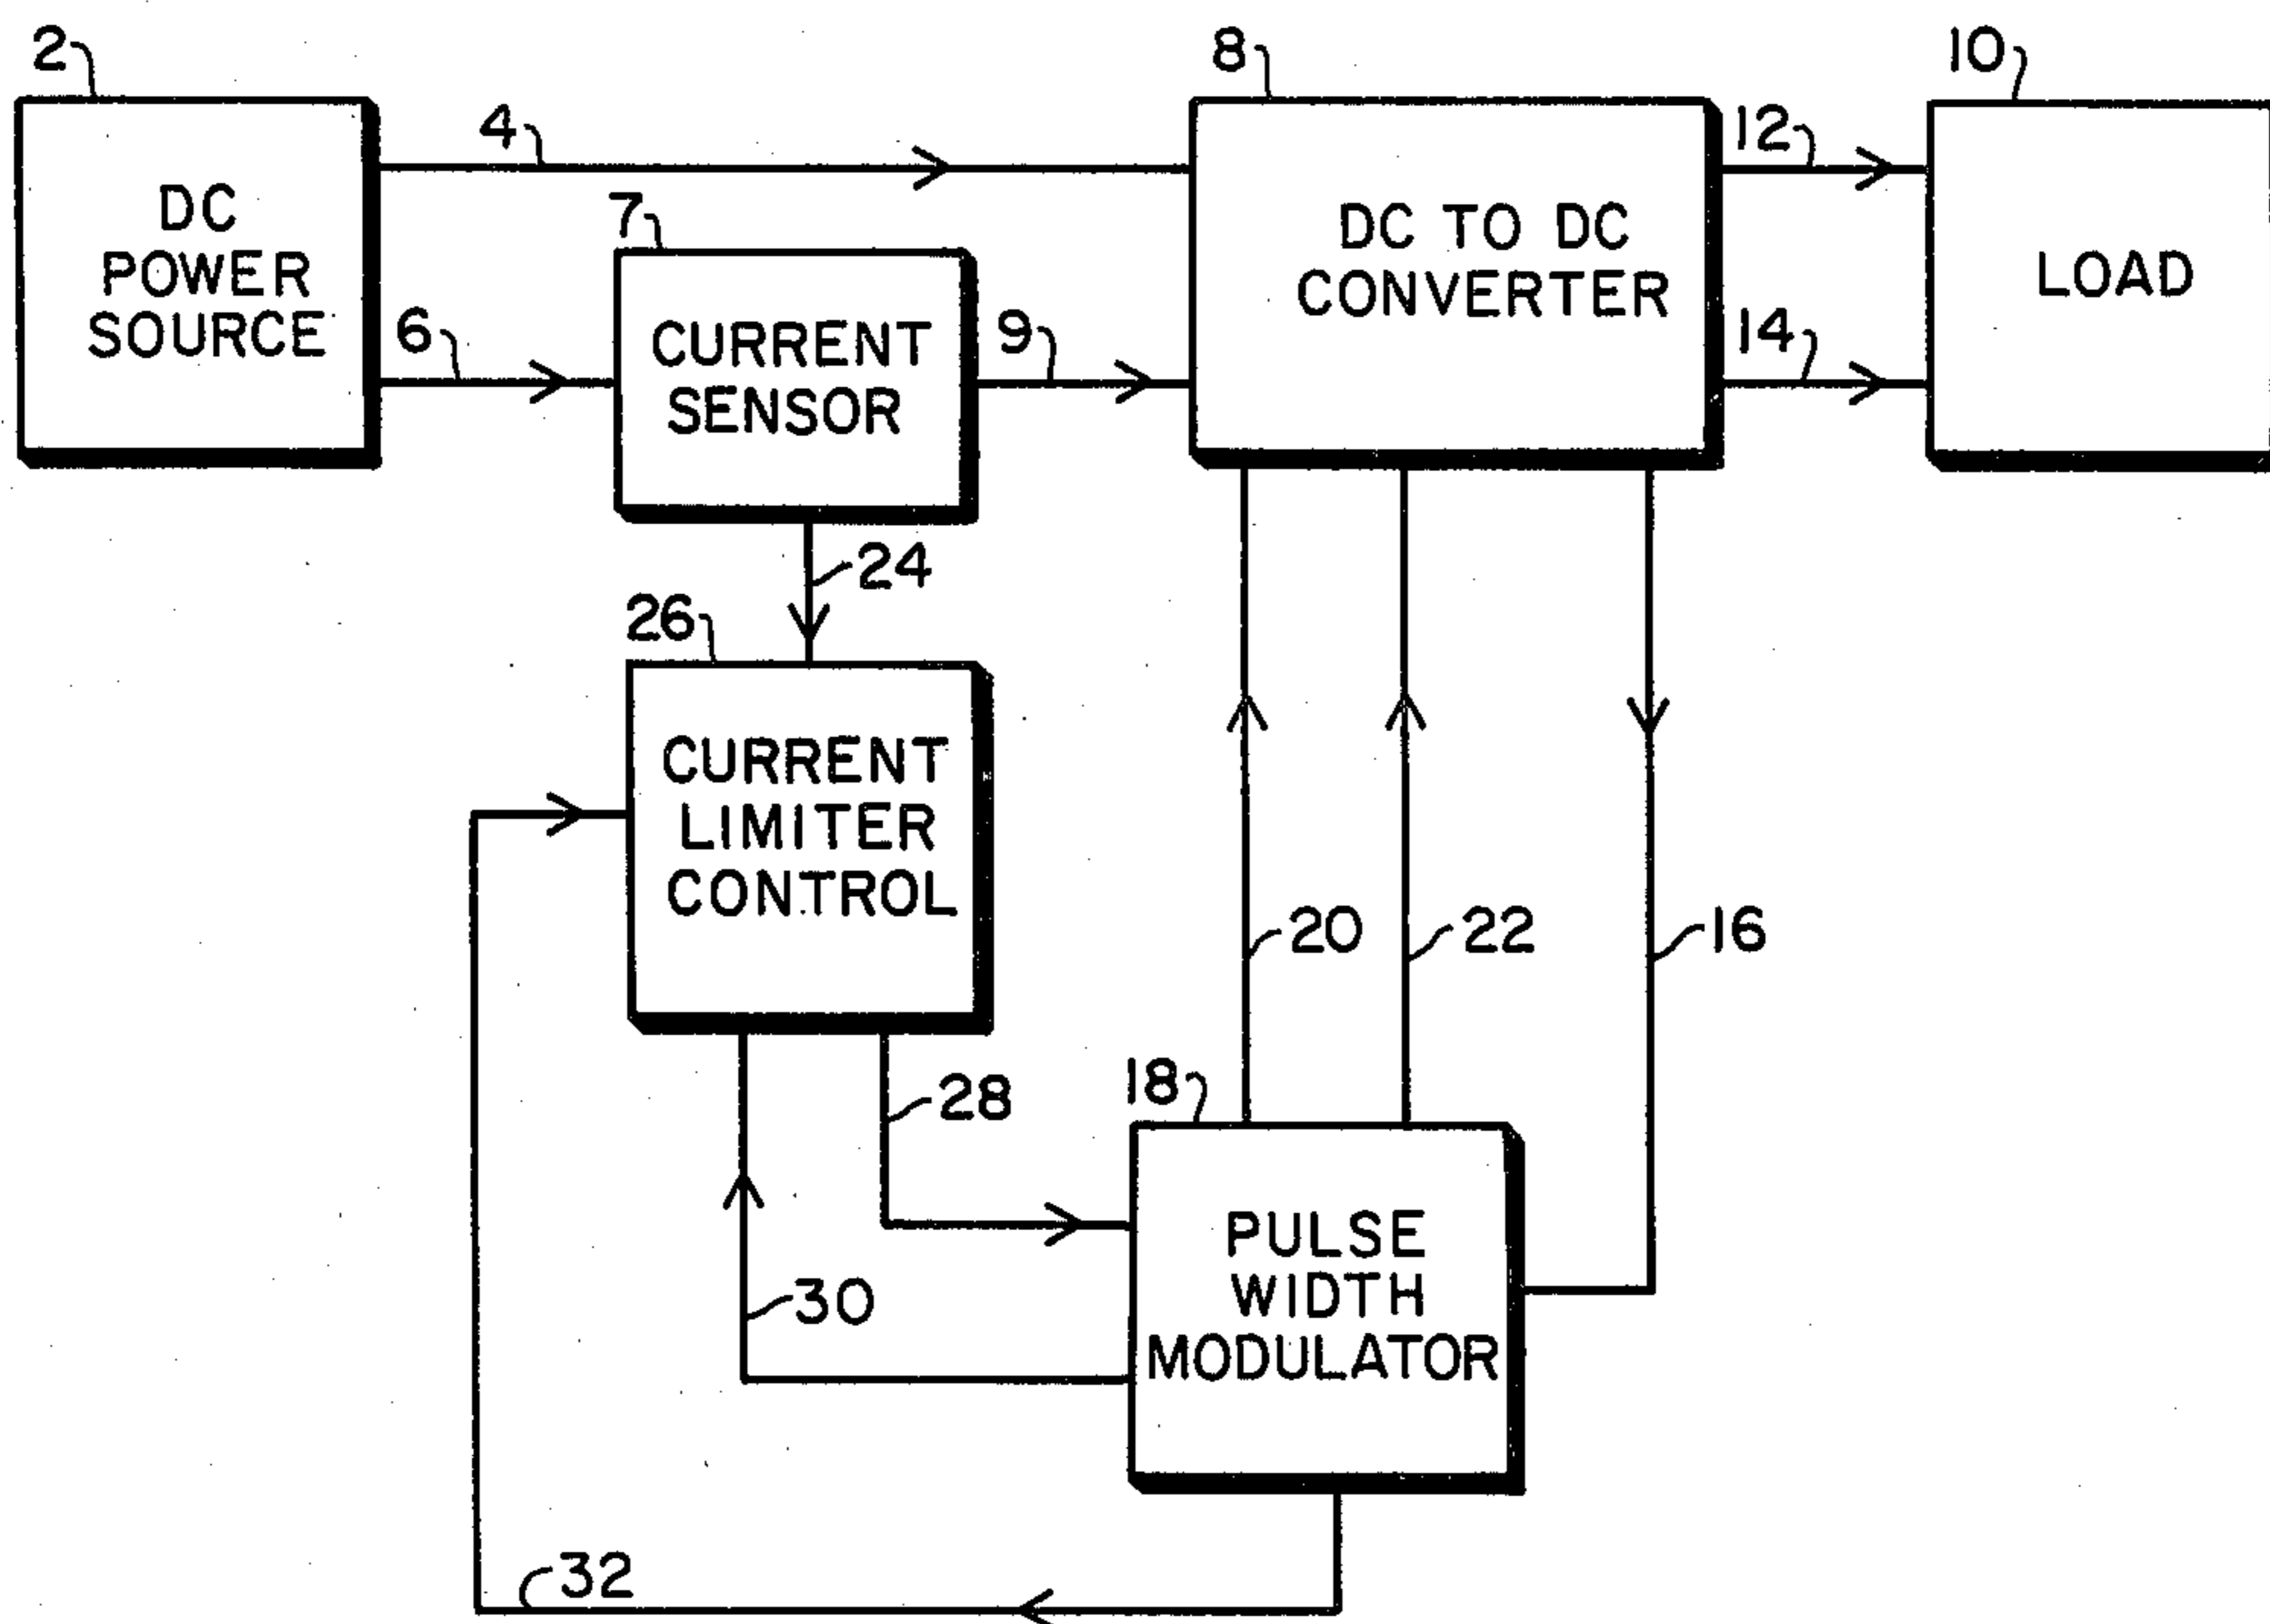 2
8
10
4
12
7
DC
POWER
SOURCE
DC TO DC
CONVERTER
LOAD
6
CURRENT
SENSOR
9
14
24
26
CURRENT
LIMITER
CONTROL
20
22
16
28
18
PULSE
WIDTH
MODULATOR
30
32